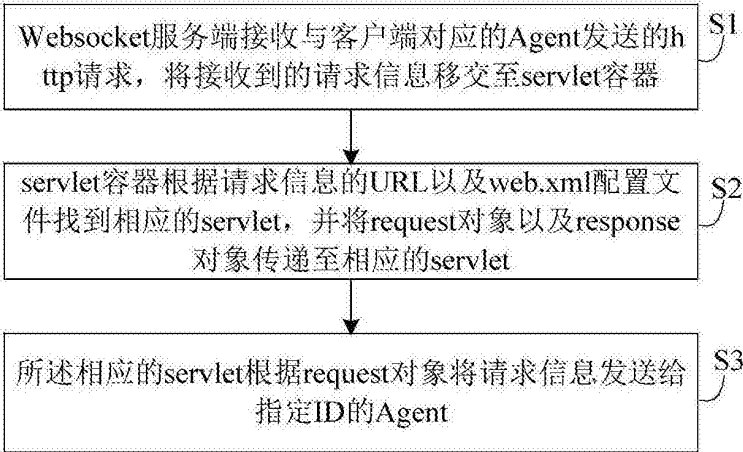 Websocket服务端接收与客户端对应的Agent发送的h
ttp请求，将接收到的请求信息移交至servlet容器
S1
servlet容器根据请求信息的URL以及web.xml配置文
件找到相应的servlet，并将request对象以及response
对象传递至相应的servlet
S2
所述相应的servlet根据request对象将请求信息发送给
指定ID的Agent
S3